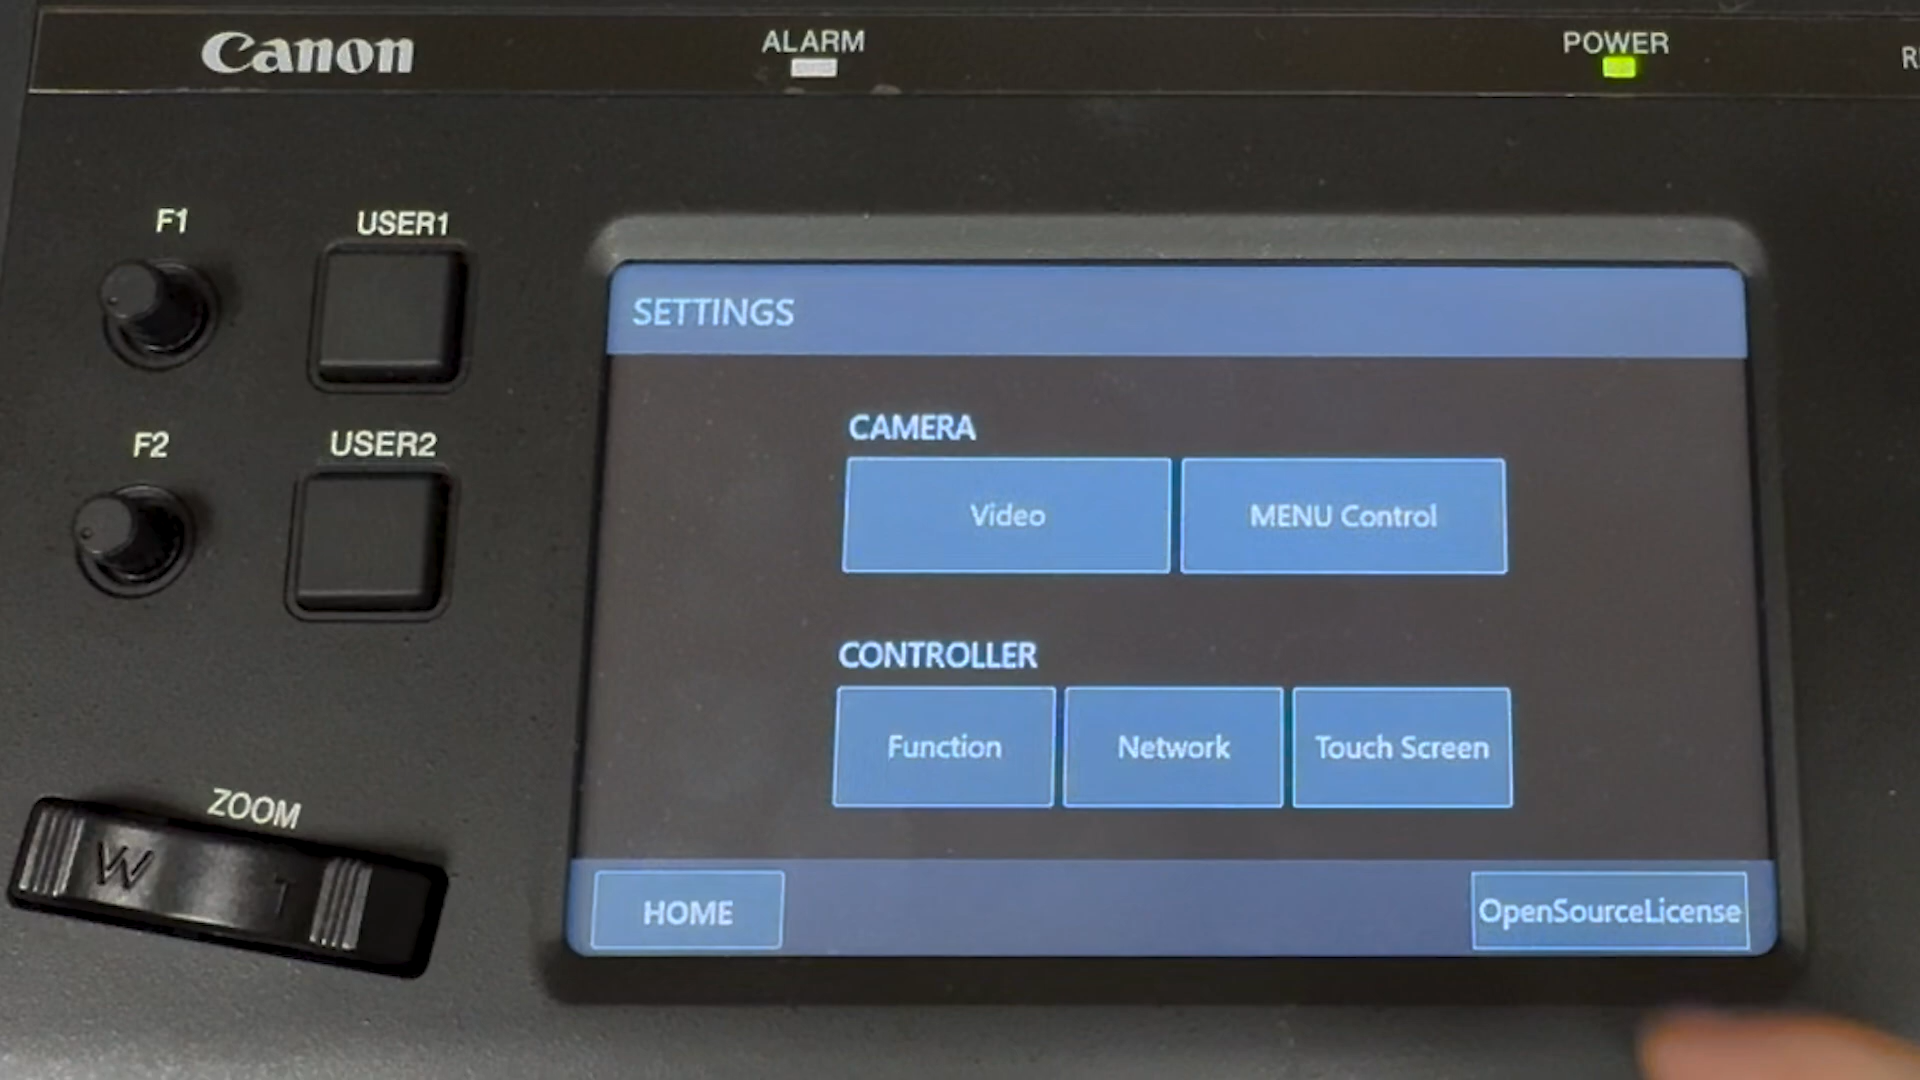 Canon
ALARM
POWER
F1
USER1
SETTINGS
CAMERA
F2
USER2
Video
MENU Control
CONTROLLER
Function
Network
Touch Screen
ZOOM
W
T
HOME
OpenSourceLicense